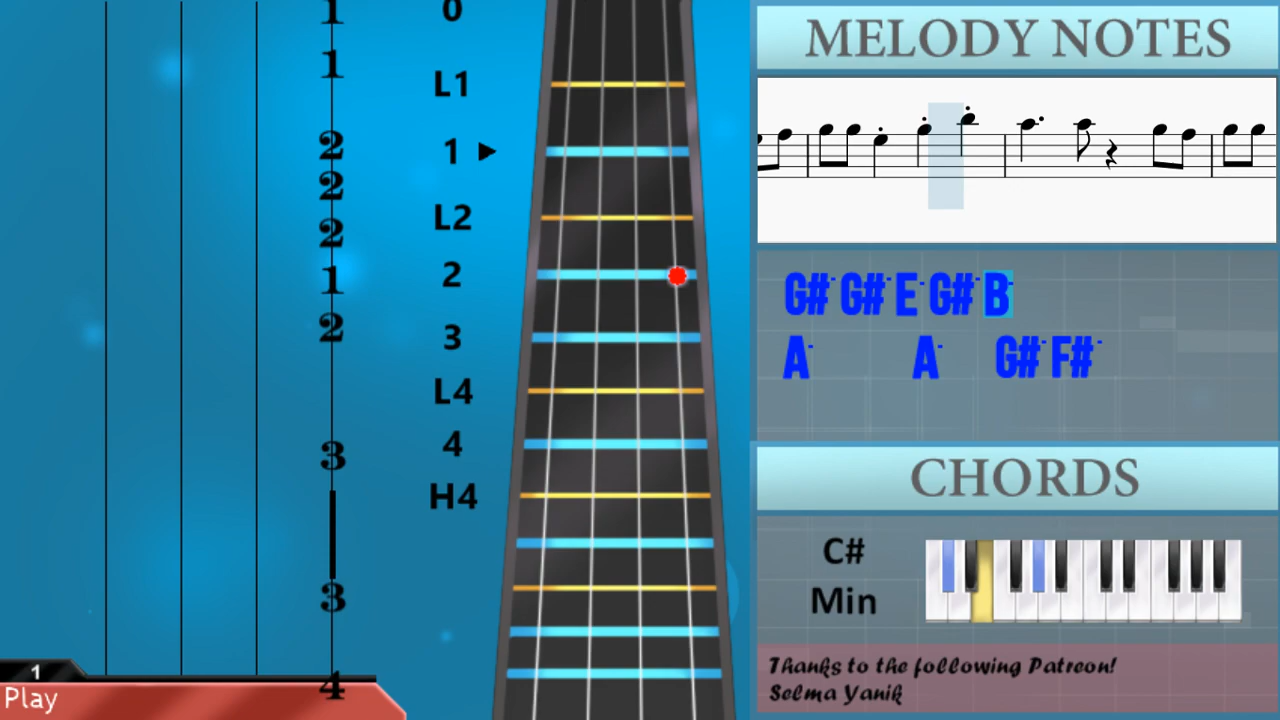 1
1
2
2
2
1
2
3
3
4
1
Play
0
L1
1
L2
2
3
L4
4
H4
MELODY NOTES
G#- G#- E- G#- B-
A- A- G#- F#-
CHORDS
C#
Min
Thanks to the following Patreon!
Selma Yanik